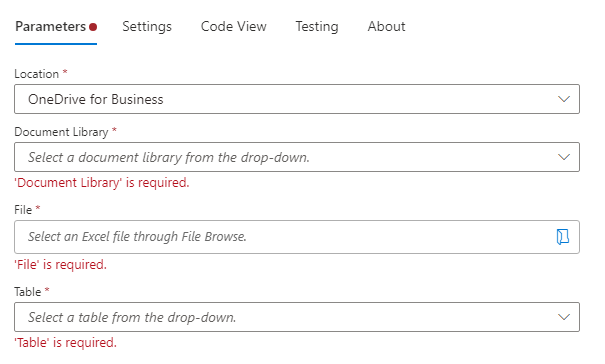 Parameters Settings Code View Testing About
Location *
OneDrive for Business
Document Library *
Select a document library from the drop-down.
'Document Library' is required.
File *
Select an Excel file through File Browse.
'File' is required.
Table *
Select a table from the drop-down.
'Table' is required.